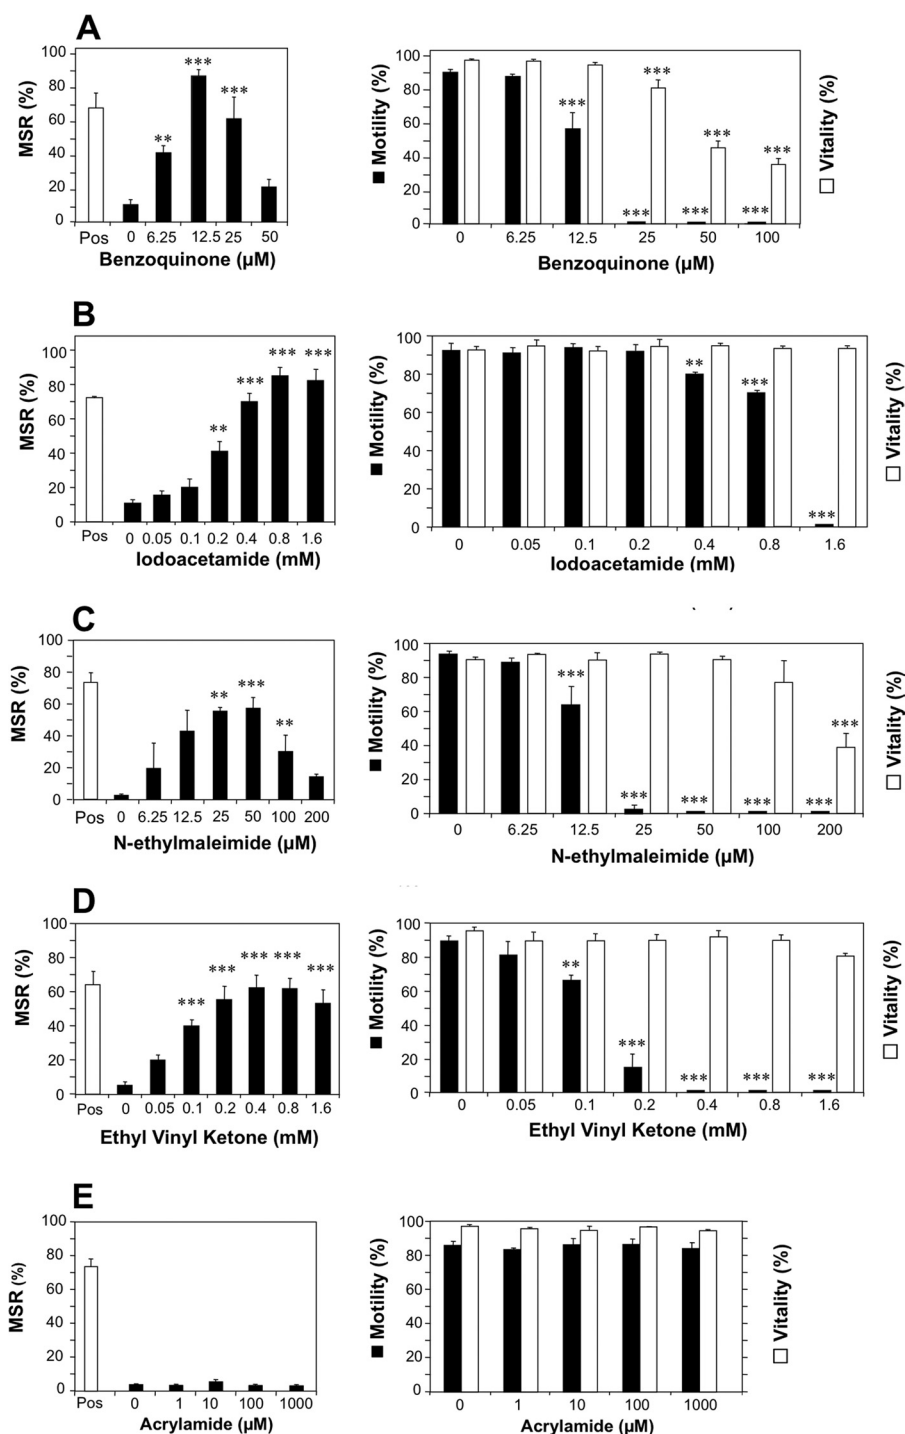 A
MSR (%)
100
80
60
40
20
0
***
***
**
Pos 0 6.25 12.5 25 50
Benzoquinone (µM)
■ Motility (%)
100
80
60
40
20
0
***
***
***
***
*** *** ***
0 6.25 12.5 25 50 100
Benzoquinone (µM)
□ Vitality (%)
B
MSR (%)
100
80
60
40
20
0
*** ***
***
**
Pos 0 0.05 0.1 0.2 0.4 0.8 1.6
Iodoacetamide (mM)
■ Motility (%)
100
80
60
40
20
0
**
***
***
0 0.05 0.1 0.2 0.4 0.8 1.6
Iodoacetamide (mM)
□ Vitality (%)
C
MSR (%)
100
80
60
40
20
0
** **
**
Pos 0 6.25 12.5 25 50 100 200
N-ethylmaleimide (µM)
■ Motility (%)
100
80
60
40
20
0
***
***
*** *** *** ***
0 6.25 12.5 25 50 100 200
N-ethylmaleimide (µM)
□ Vitality (%)
D
MSR (%)
100
80
60
40
20
0
*** *** *** *** ***
Pos 0 0.05 0.1 0.2 0.4 0.8 1.6
Ethyl Vinyl Ketone (mM)
■ Motility (%)
100
80
60
40
20
0
**
***
*** *** ***
0 0.05 0.1 0.2 0.4 0.8 1.6
Ethyl Vinyl Ketone (mM)
□ Vitality (%)
E
MSR (%)
100
80
60
40
20
0
Pos 0 1 10 100 1000
Acrylamide (µM)
■ Motility (%)
100
80
60
40
20
0
0 1 10 100 1000
Acrylamide (µM)
□ Vitality (%)